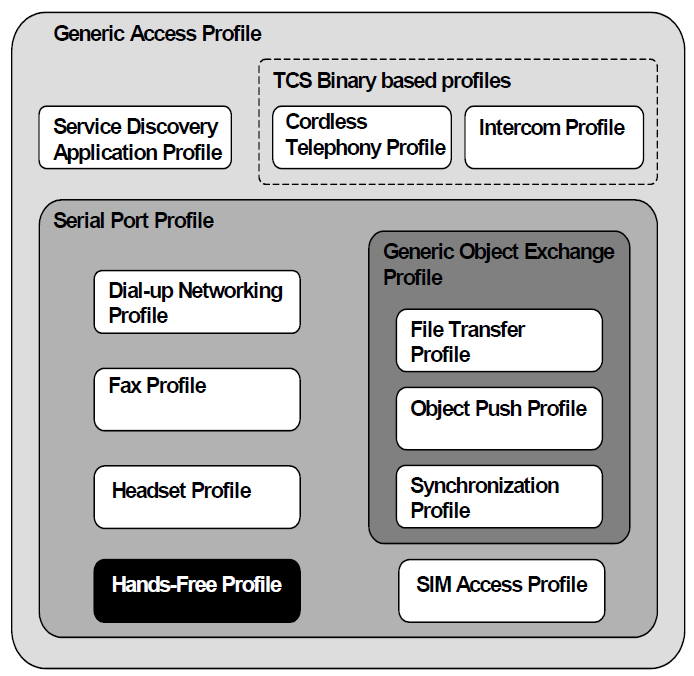 Generic Access Profile
TCS Binary based profiles
Service Discovery
Application Profile
Cordless
Telephony Profile
Intercom Profile
Serial Port Profile
Generic Object Exchange
Profile
Dial-up Networking
Profile
File Transfer
Profile
Fax Profile
Object Push Profile
Headset Profile
Synchronization
Profile
Hands-Free Profile
SIM Access Profile